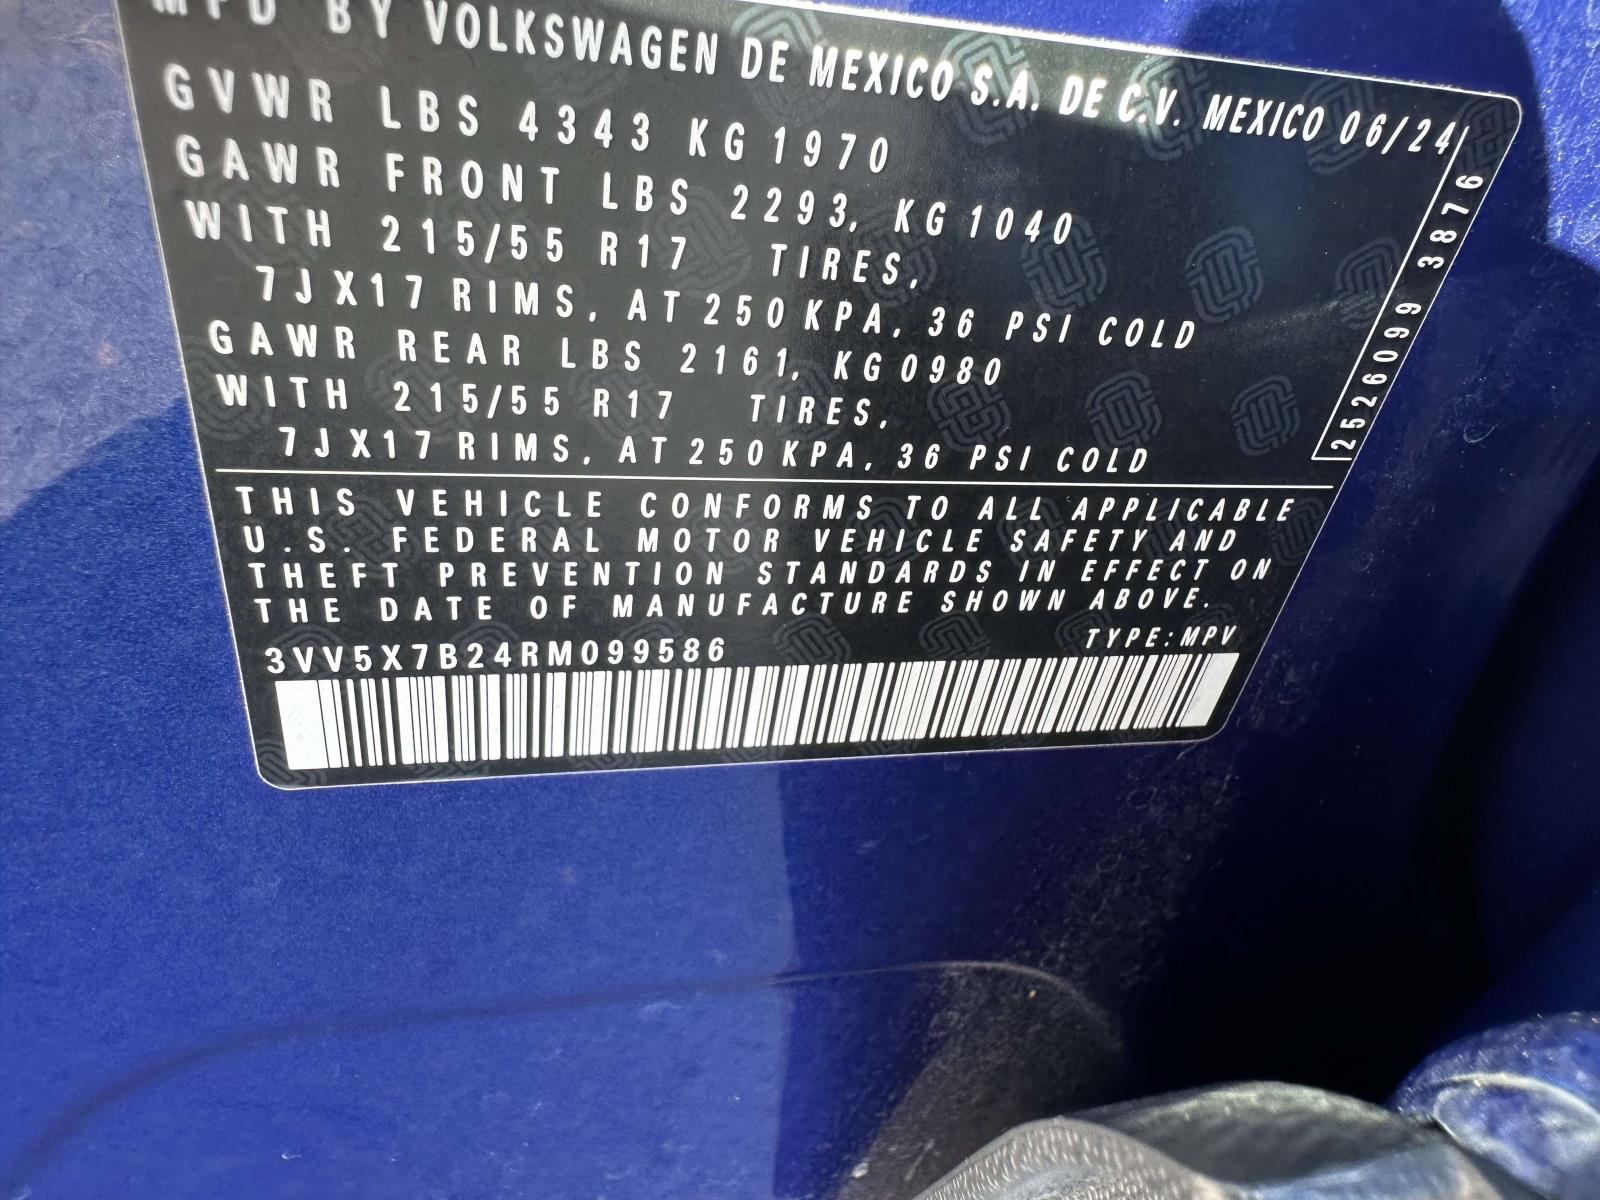 MFD BY VOLKSWAGEN DE MEXICO S.A. DE C.V. MEXICO 06/24
GVWR LBS 4343 KG 1970
GAWR FRONT LBS 2293, KG 1040
WITH 215/55 R17 TIRES,
7JX17 RIMS, AT 250 KPA, 36 PSI COLD
GAWR REAR LBS 2161, KG 0980
WITH 215/55 R17 TIRES,
7JX17 RIMS, AT 250 KPA, 36 PSI COLD
2526099 3876
THIS VEHICLE CONFORMS TO ALL APPLICABLE
U.S. FEDERAL MOTOR VEHICLE SAFETY AND
THEFT PREVENTION STANDARDS IN EFFECT ON
THE DATE OF MANUFACTURE SHOWN ABOVE.
TYPE: MPV
3VV5X7B24RM099586